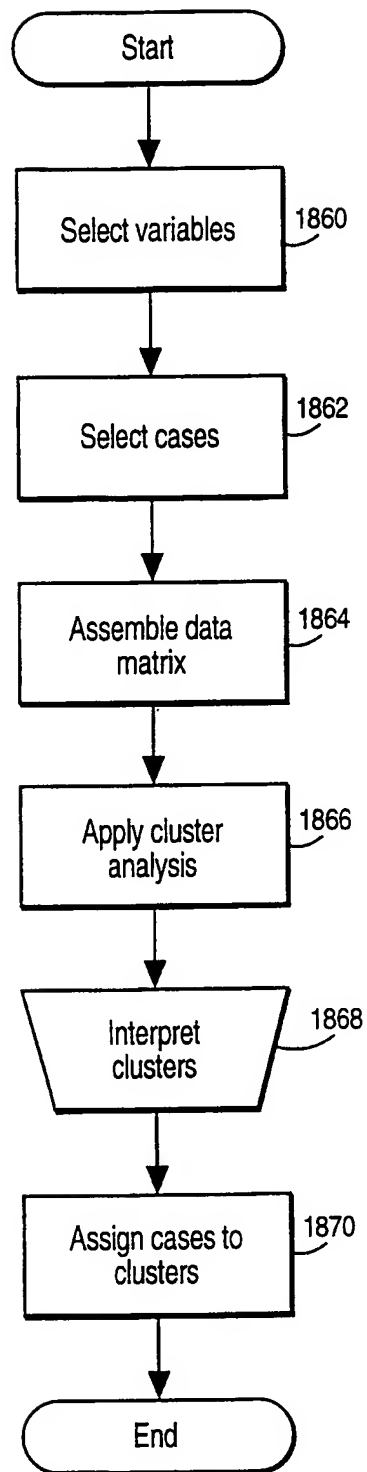 Start
Select variables
1860
Select cases
1862
Assemble data
matrix
1864
Apply cluster
analysis
1866
Interpret
clusters
1868
Assign cases to
clusters
1870
End